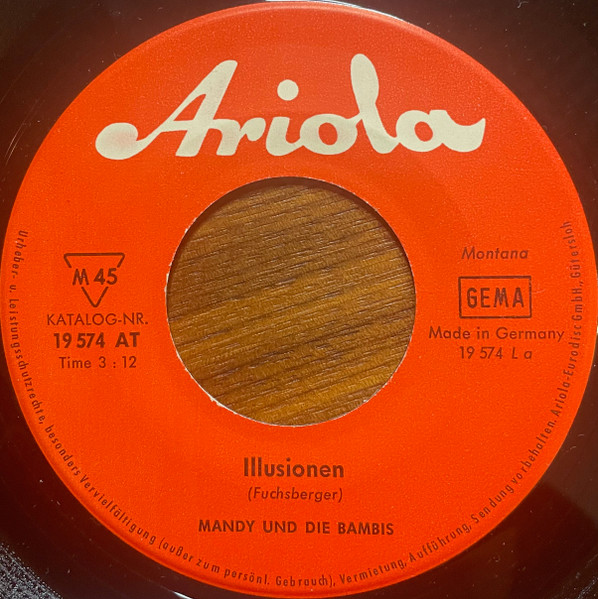 Ariola
M 45
KATALOG-NR.
19 574 AT
Time 3 : 12
Montana
GEMA
Made in Germany
19 574 L a
Illusionen
(Fuchsberger)
MANDY UND DIE BAMBIS
Urheber- u. Leistungsschutzrechte, besonders Vervielfältigung (außer zum persönl. Gebrauch), Vermietung, Aufführung, Sendung vorbehalten. Ariola-Eurodisc GmbH., Gütersloh